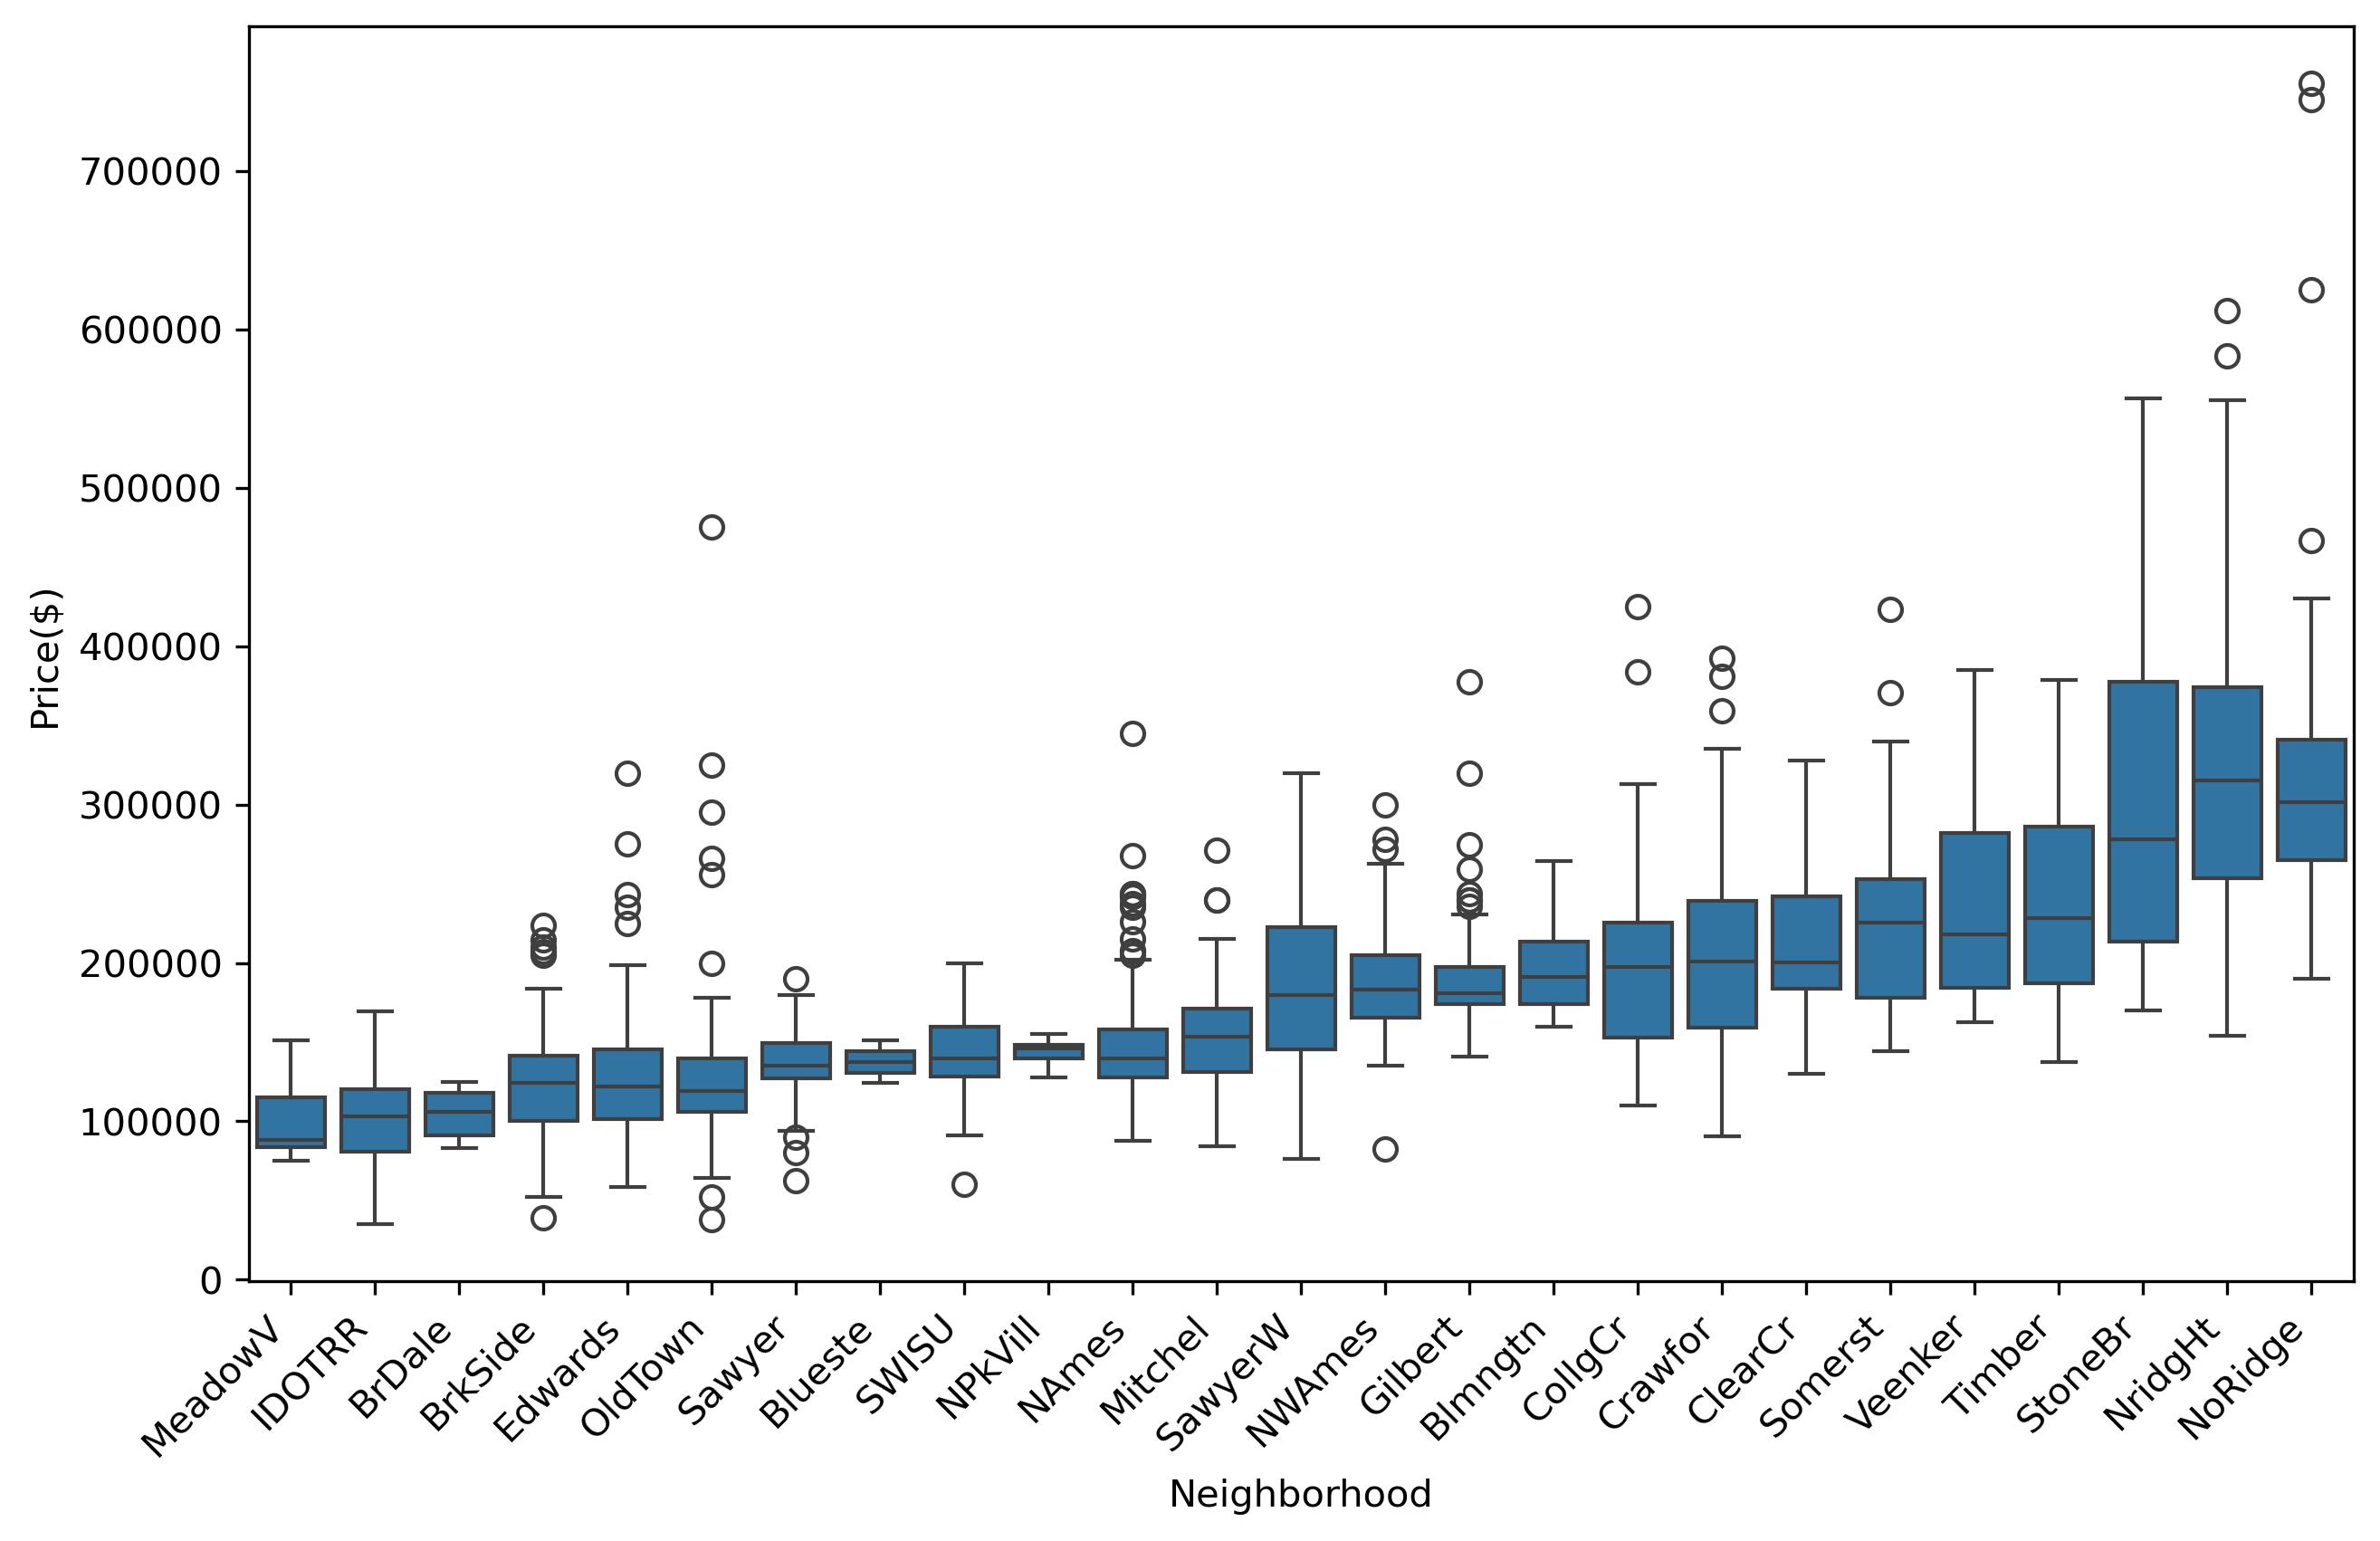 Price($)
700000
600000
500000
400000
300000
200000
100000
0
MeadowV
IDOTRR
BrDale
BrkSide
Edwards
OldTown
Sawyer
Blueste
SWISU
NPkVill
NAmes
Mitchel
SawyerW
NWAmes
Gilbert
Blmngtn
CollgCr
Crawfor
ClearCr
Somerst
Veenker
Timber
StoneBr
NridgHt
NoRidge
Neighborhood